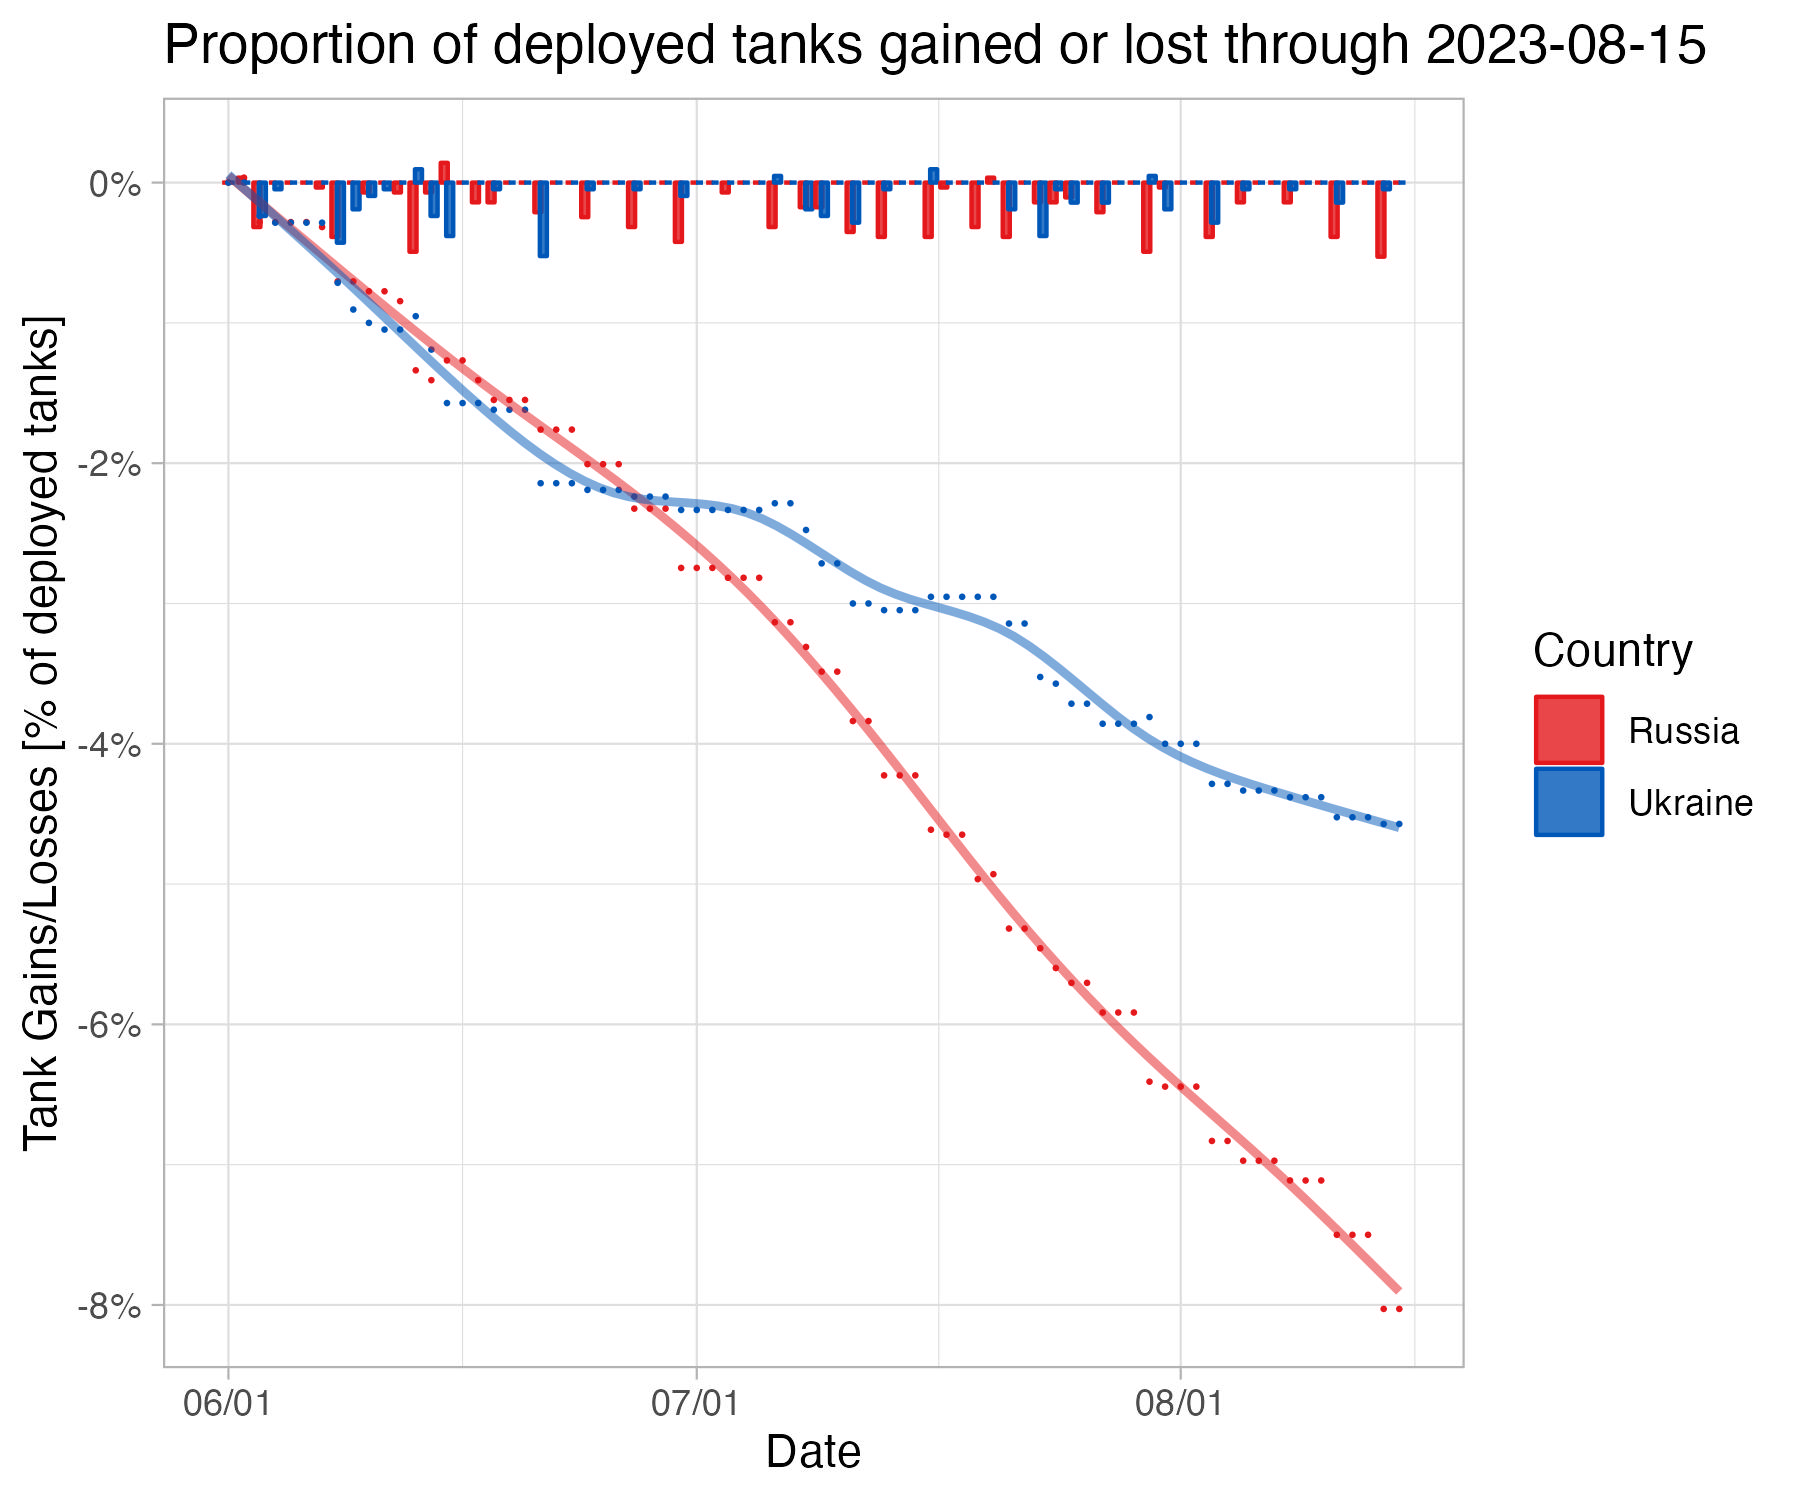 Proportion of deployed tanks gained or lost through 2023-08-15
Tank Gains/Losses [% of deployed tanks]
0%
-2%
-4%
-6%
-8%
06/01
07/01
08/01
Date
Country
Russia
Ukraine